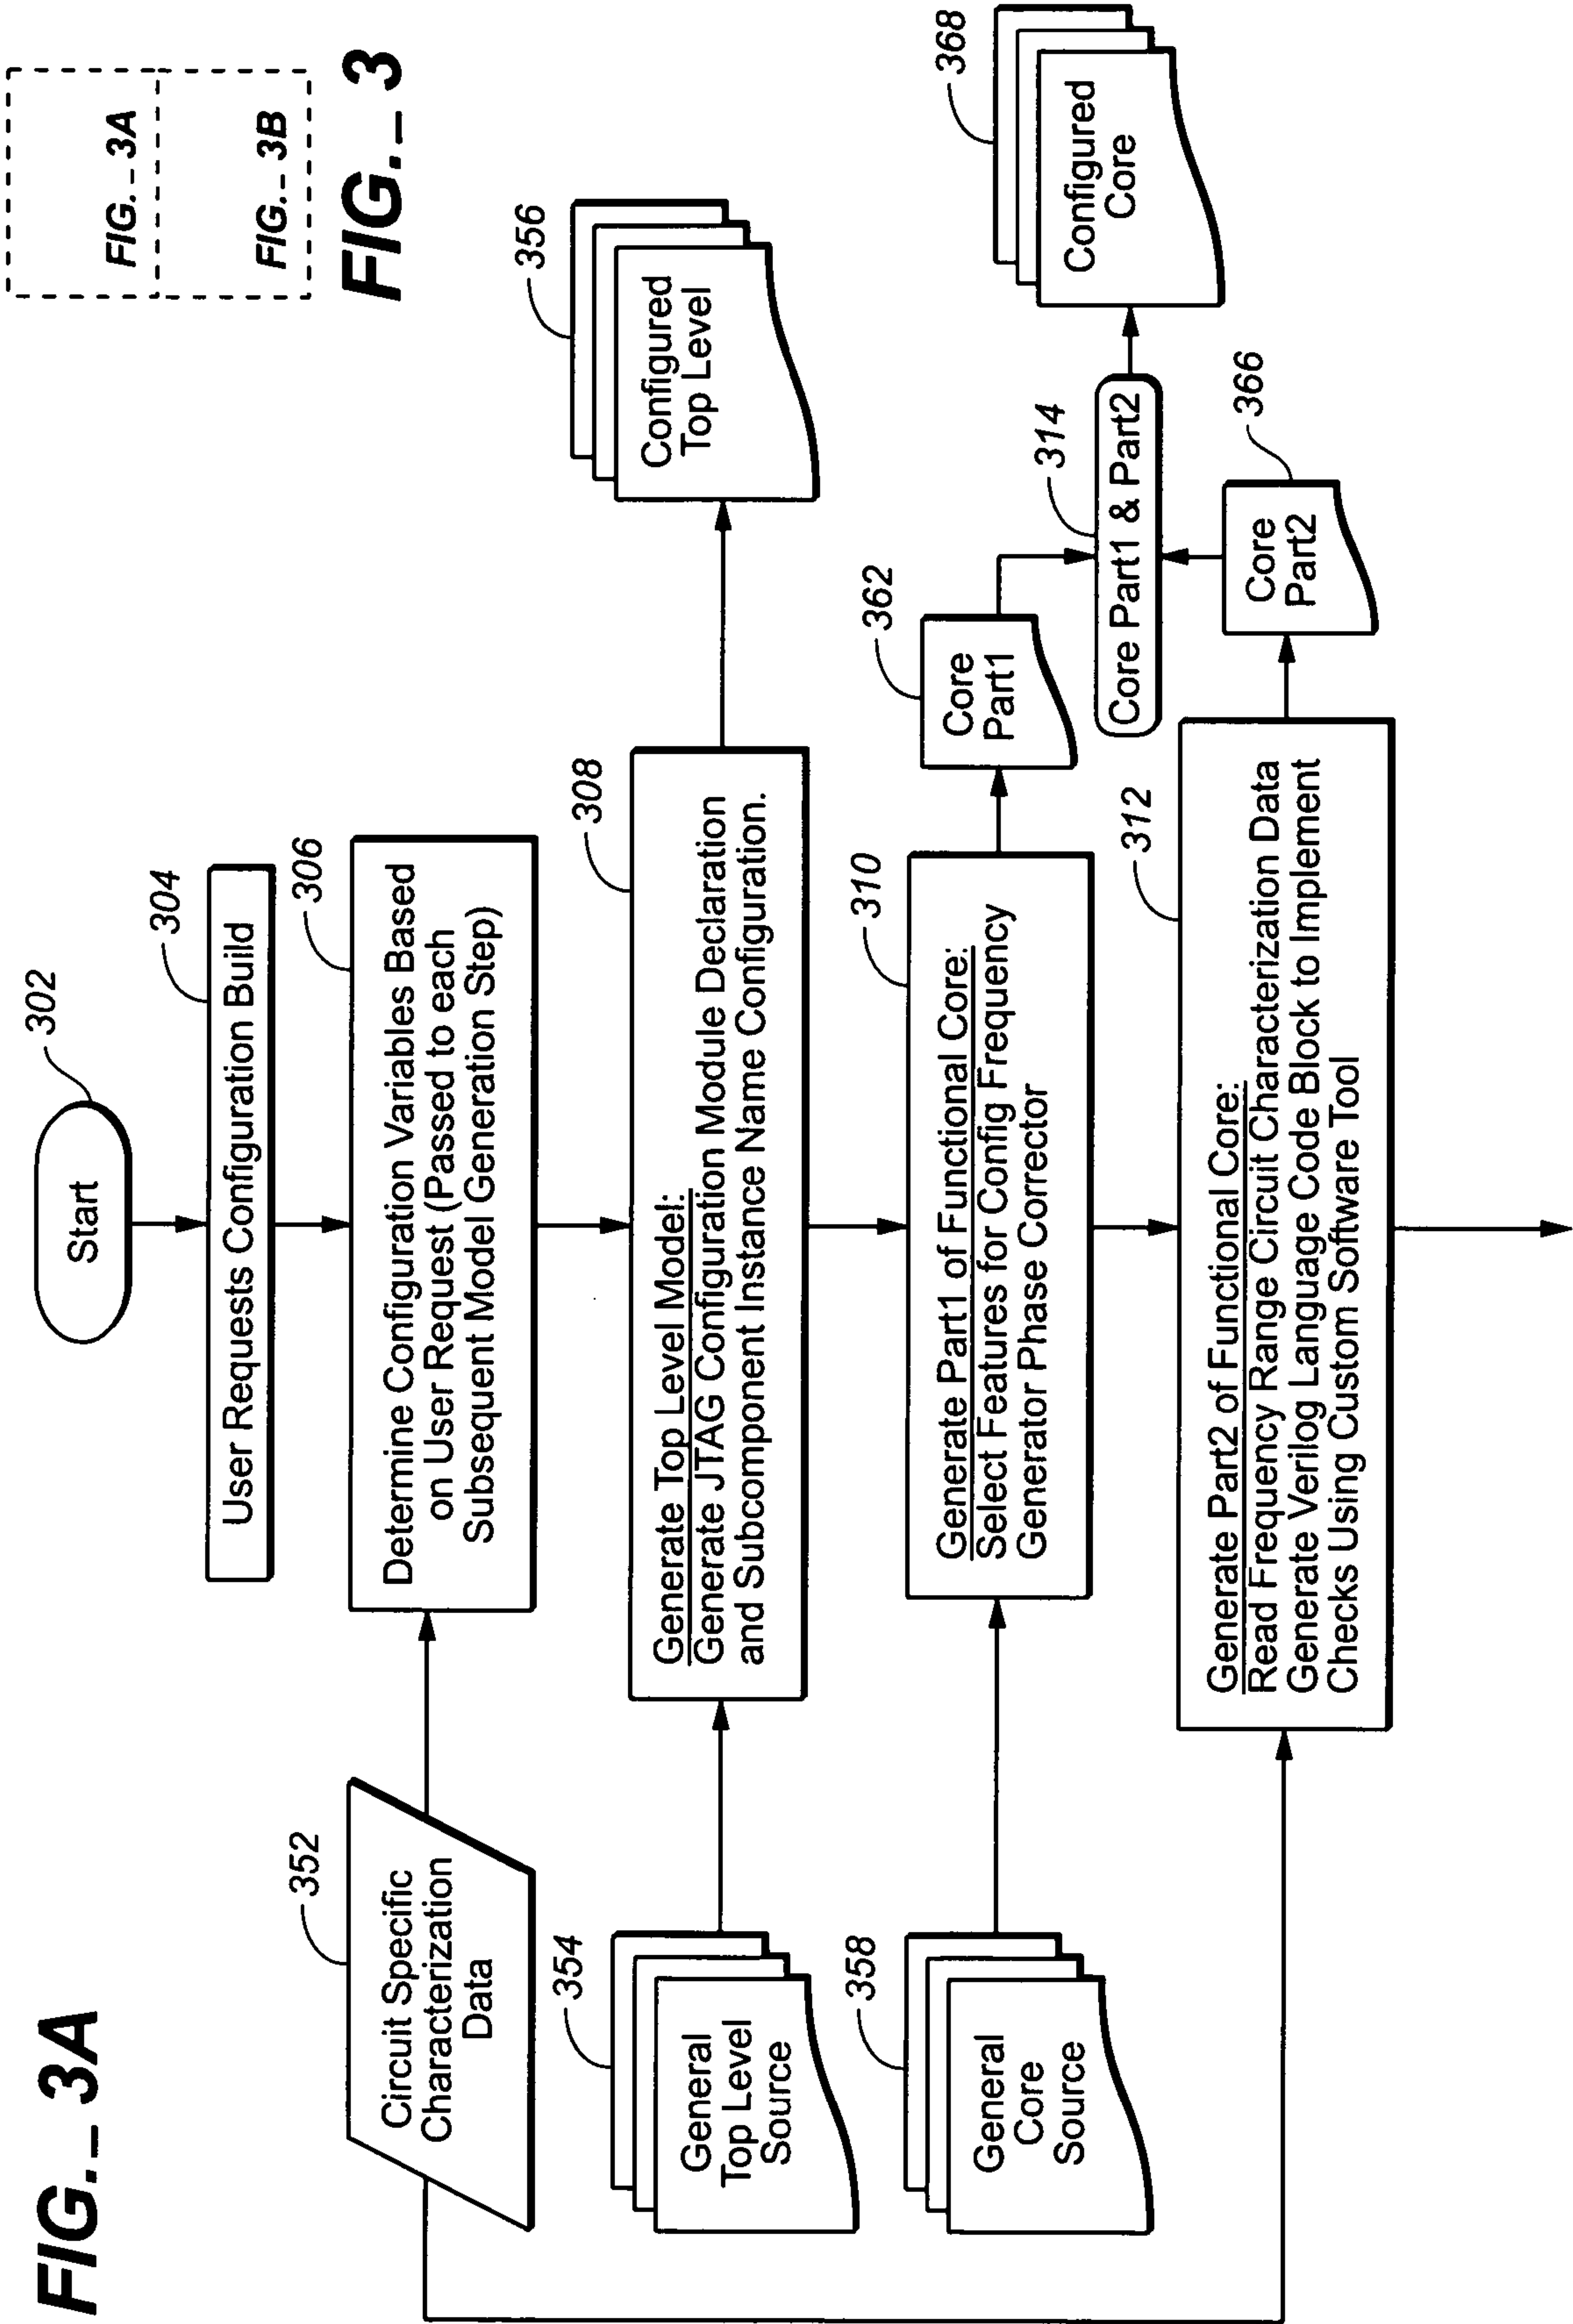 FIG._ 3A
FIG._ 3A
FIG._ 3B
FIG._ 3
302
Start
304
User Requests Configuration Build
352
Circuit Specific
Characterization
Data
306
Determine Configuration Variables Based
on User Request (Passed to each
Subsequent Model Generation Step)
354
General
Top Level
Source
308
Generate Top Level Model:
Generate JTAG Configuration Module Declaration
and Subcomponent Instance Name Configuration.
356
Configured
Top Level
358
General
Core
Source
310
Generate Part1 of Functional Core:
Select Features for Config Frequency
Generator Phase Corrector
362
Core
Part1
314
Core Part1 & Part2
368
Configured
Core
312
Generate Part2 of Functional Core:
Read Frequency Range Circuit Characterization Data
Generate Verilog Language Code Block to Implement
Checks Using Custom Software Tool
366
Core
Part2